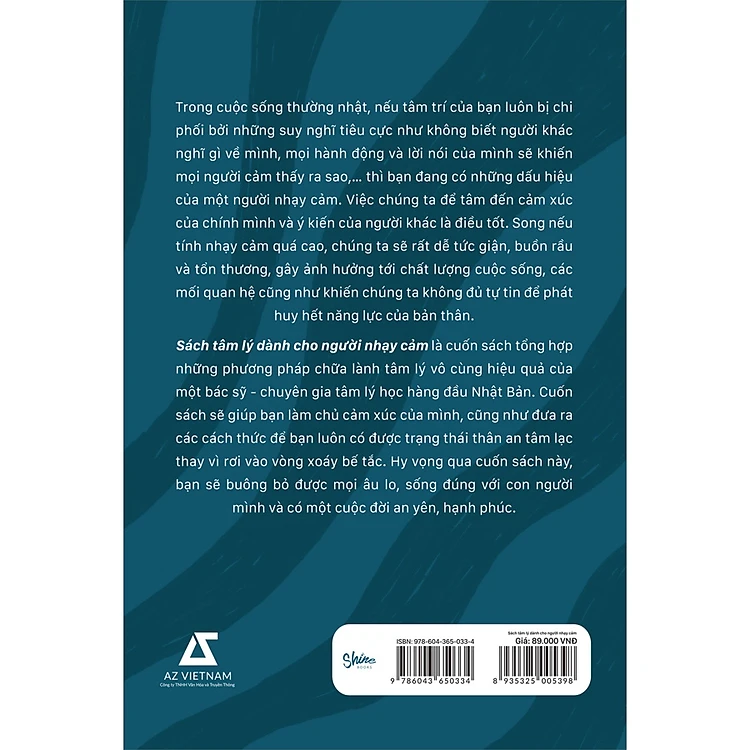 Trong cuộc sống thường nhật, nếu tâm trí của bạn luôn bị chi
phối bởi những suy nghĩ tiêu cực như không biết người khác
nghĩ gì về mình, mọi hành động và lời nói của mình sẽ khiến
mọi người cảm thấy ra sao,... thì bạn đang có những dấu hiệu
của một người nhạy cảm. Việc chúng ta để tâm đến cảm xúc
của chính mình và ý kiến của người khác là điều tốt. Song nếu
tính nhạy cảm quá cao, chúng ta sẽ rất dễ tức giận, buồn rầu
và tổn thương, gây ảnh hưởng tới chất lượng cuộc sống, các
mối quan hệ cũng như khiến chúng ta không đủ tự tin để phát
huy hết năng lực của bản thân.
Sách tâm lý dành cho người nhạy cảm là cuốn sách tổng hợp
những phương pháp chữa lành tâm lý vô cùng hiệu quả của
một bác sỹ - chuyên gia tâm lý học hàng đầu Nhật Bản. Cuốn
sách sẽ giúp bạn làm chủ cảm xúc của mình, cũng như đưa ra
các cách thức để bạn luôn có được trạng thái thân an tâm lạc
thay vì rơi vào vòng xoáy bế tắc. Hy vọng qua cuốn sách này,
bạn sẽ buông bỏ được mọi âu lo, sống đúng với con người
mình và có một cuộc đời an yên, hạnh phúc.
AZ VIETNAM
Công ty TNHH Văn Hóa và Truyền Thông
Shine
BOOKS
ISBN: 978-604-365-033-4
9 786043 650334
Sách tâm lý dành cho người nhạy cảm
Giá: 89.000 VNĐ
8 935325 005398